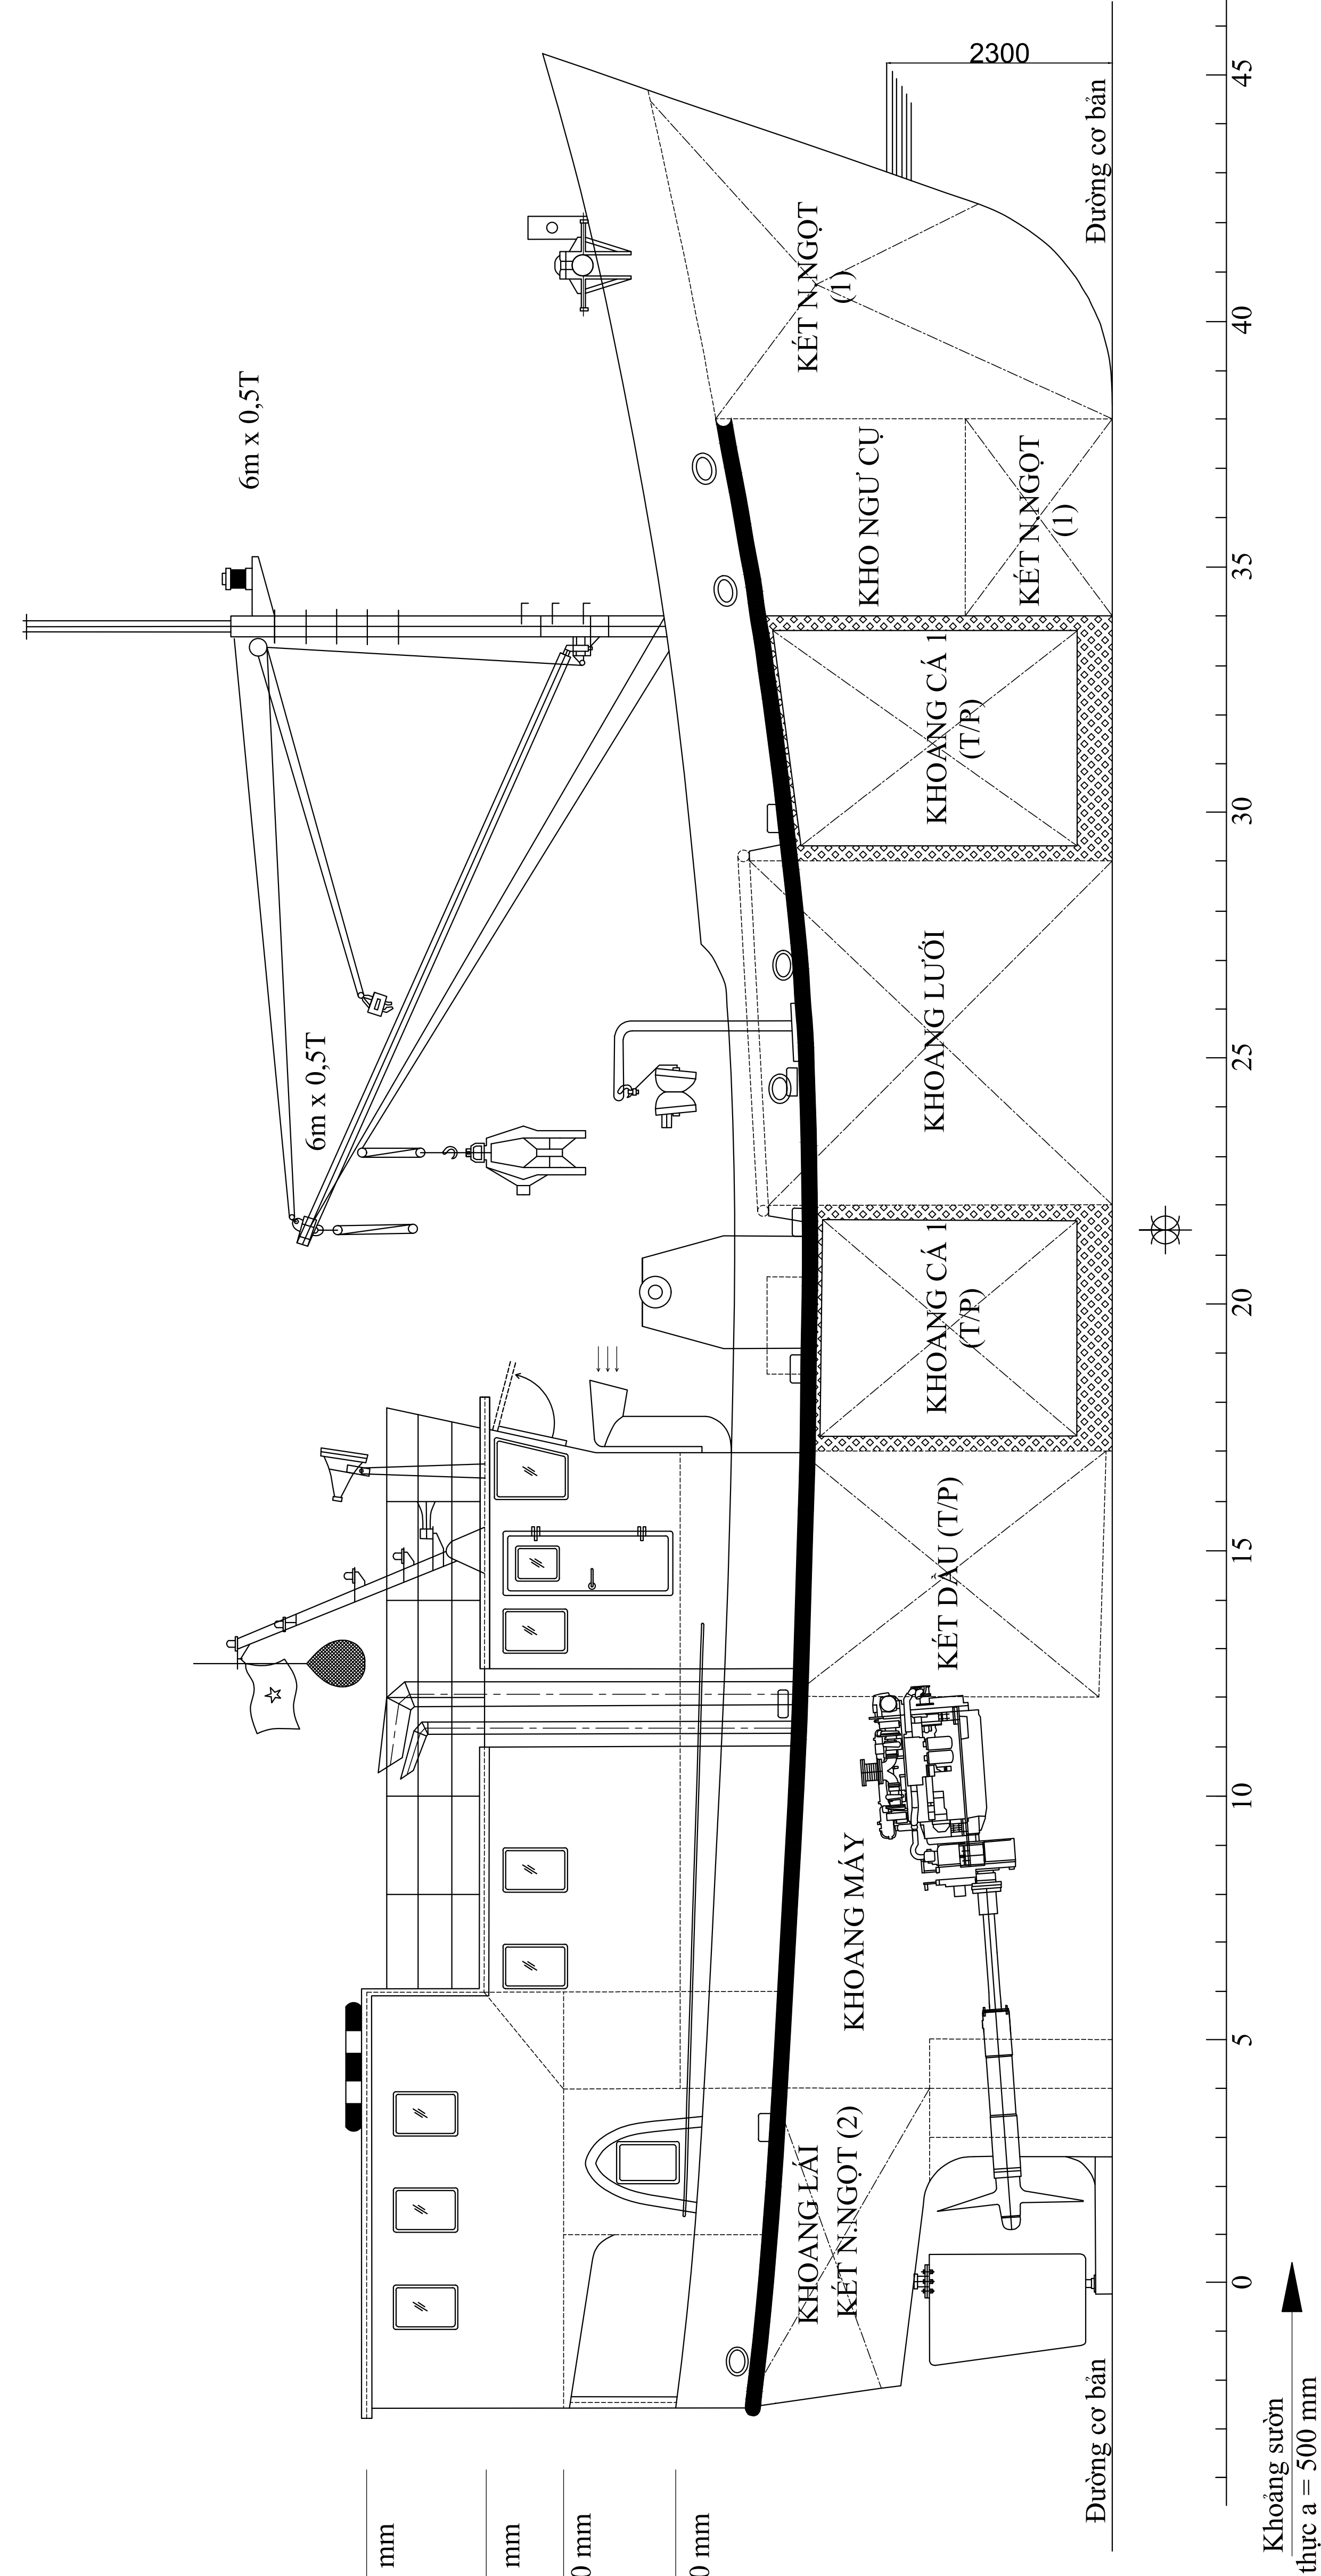 6m x 0,5T
6m x 0,5T
2300
KÉT N.NGỌT
(1)
KHO NGƯ CỤ
KÉT N.NGỌT
(1)
KHOANG CÁ 1
(T/P)
KHOANG LƯỚI
KHOANG CÁ 1
(T/P)
KÉT DẦU (T/P)
KHOANG MÁY
KHOANG LÁI
KÉT N.NGỌT (2)
Đường cơ bản
Đường cơ bản
0
5
10
15
20
25
30
35
40
45
Khoảng sườn
thực a = 500 mm
mm
mm
0 mm
0 mm